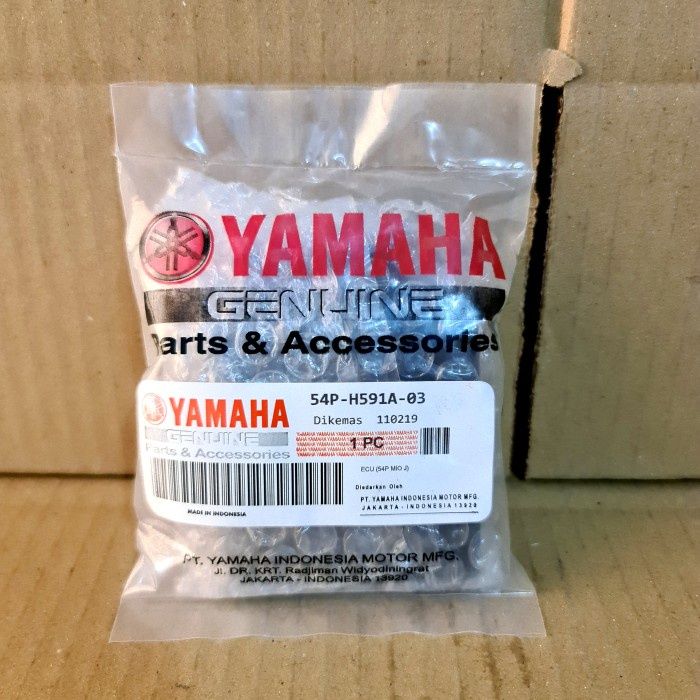 YAMAHA
GENUINE
Parts & Accessories
YAMAHA
GENUINE
Parts & Accessories
54P-H591A-03
Dikemas 110219
1 PC
ECU (54P MIO J)
Diedarkan Oleh
PT. YAMAHA INDONESIA MOTOR MFG.
JAKARTA - INDONESIA 13920
MADE IN INDONESIA
PT. YAMAHA INDONESIA MOTOR MFG.
Jl. DR. KRT. Radjiman Widyodiningrat
JAKARTA - INDONESIA 13920